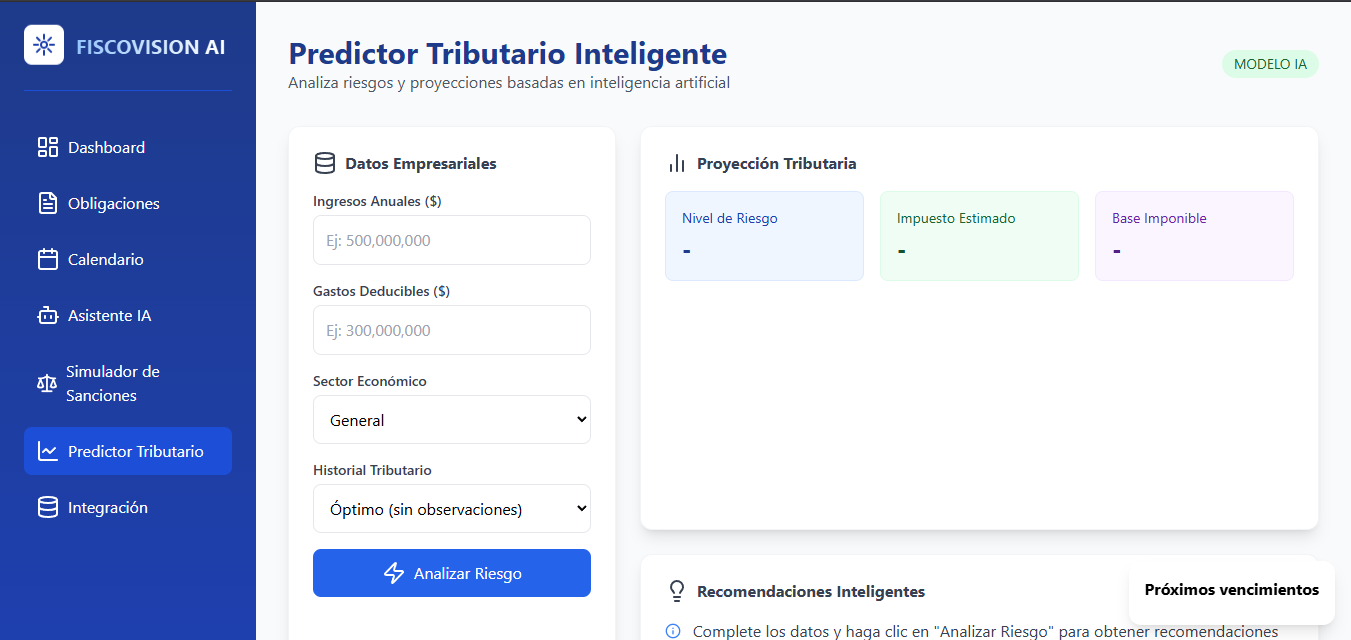 FISCOVISION AI
Dashboard
Obligaciones
Calendario
Asistente IA
Simulador de
Sanciones
Predictor Tributario
Integración
Predictor Tributario Inteligente
Analiza riesgos y proyecciones basadas en inteligencia artificial
MODELO IA
Datos Empresariales
Ingresos Anuales ($)
Ej: 500,000,000
Gastos Deducibles ($)
Ej: 300,000,000
Sector Económico
General
Historial Tributario
Óptimo (sin observaciones)
Analizar Riesgo
Proyección Tributaria
Nivel de Riesgo
-
Impuesto Estimado
-
Base Imponible
-
Recomendaciones Inteligentes
Complete los datos y haga clic en "Analizar Riesgo" para obtener recomendaciones
Próximos vencimientos